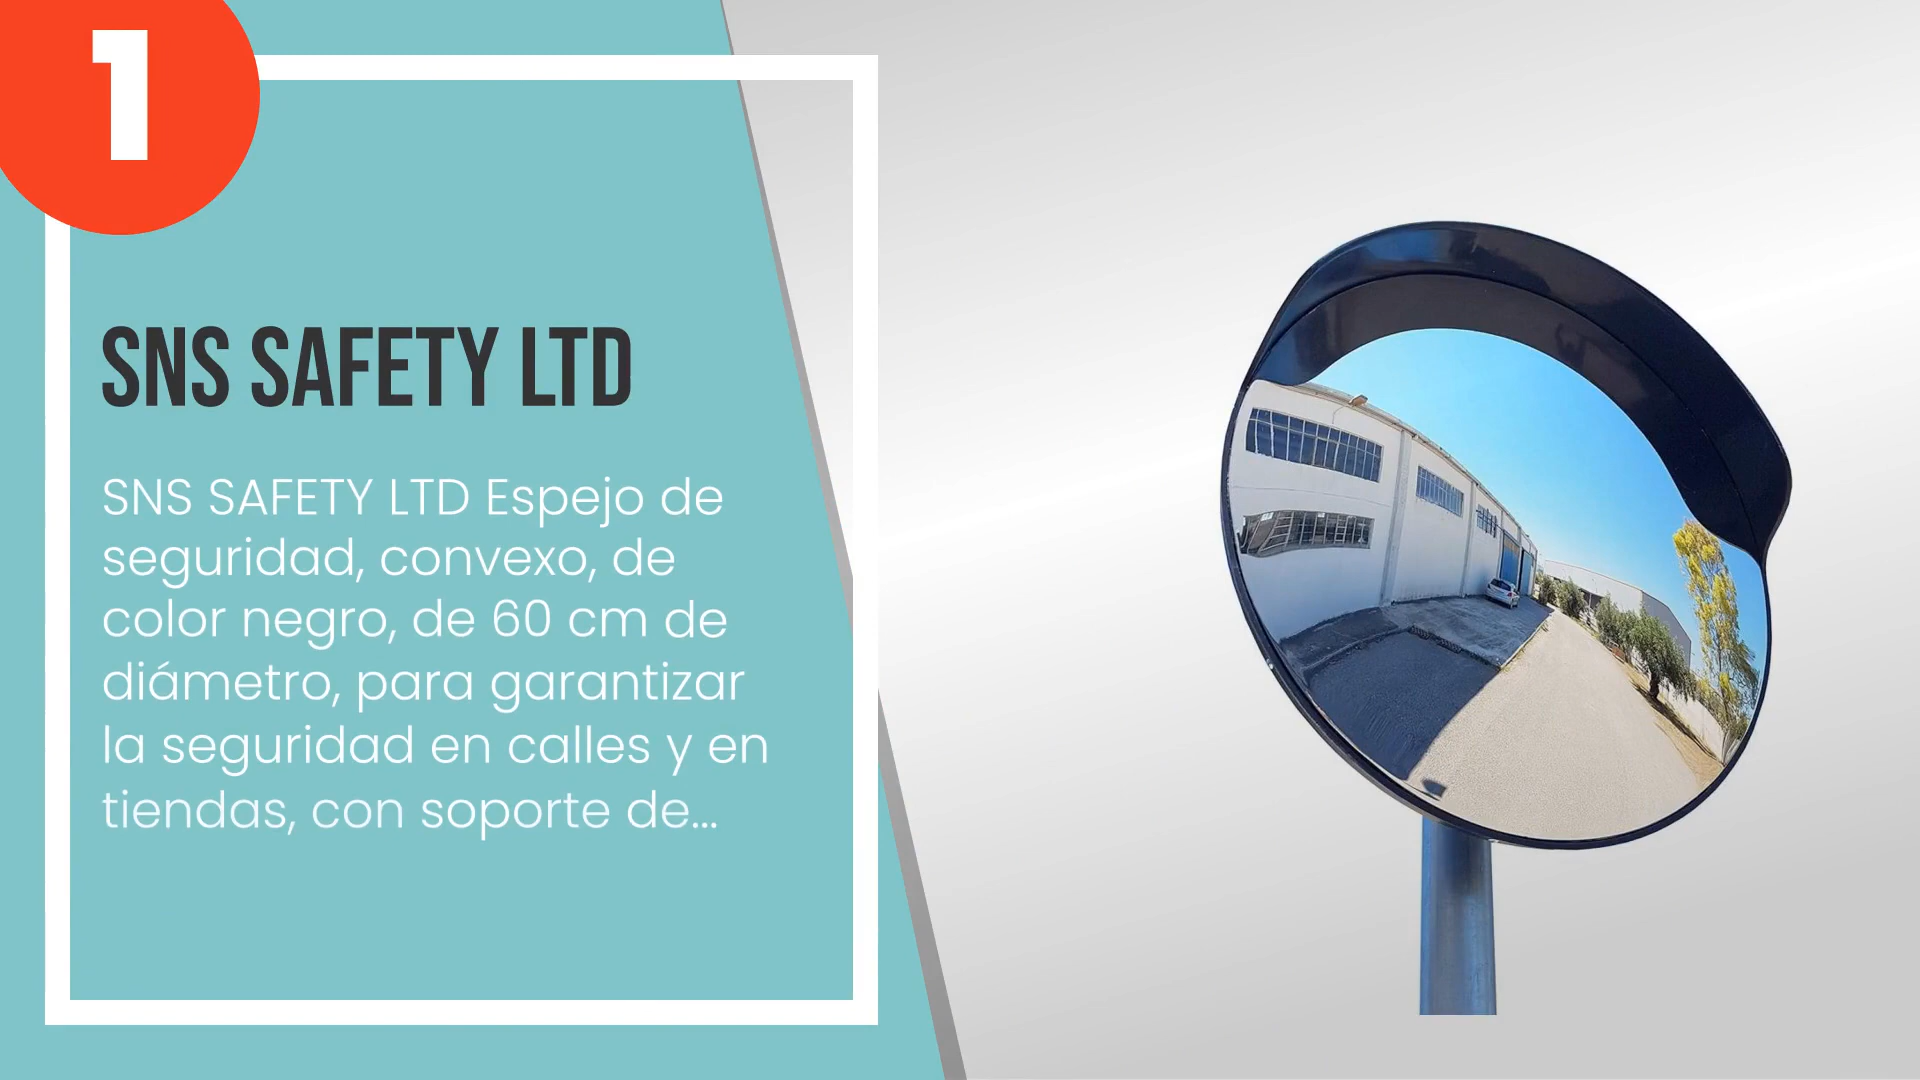 1
SNS SAFETY LTD
SNS SAFETY LTD Espejo de
seguridad, convexo, de
color negro, de 60 cm de
diámetro, para garantizar
la seguridad en calles y en
tiendas, con soporte de...